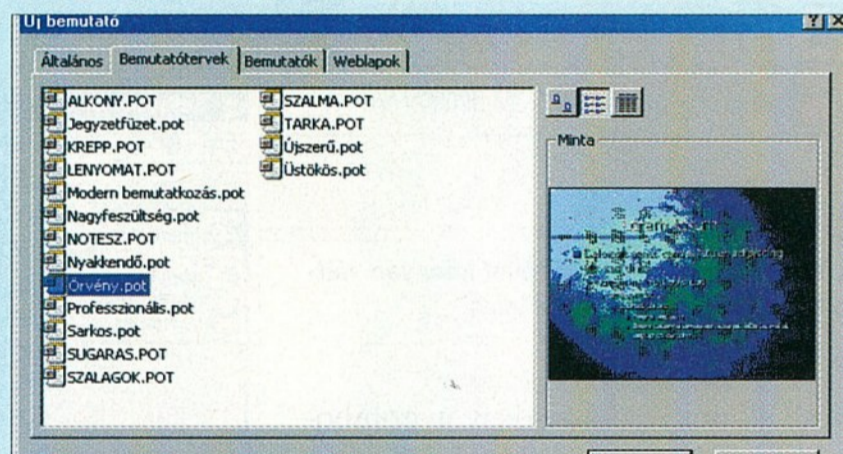 Új bemutató
Általános Bemutatótervek Bemutatók Weblapok
ALKONY.POT
Jegyzetfüzet.pot
KREPP.POT
LENYOMAT.POT
Modern bemutatkozás.pot
Nagyfeszültség.pot
NOTESZ.POT
Nyakkendő.pot
Örvény.pot
Professzionális.pot
Sarkos.pot
SUGARAS.POT
SZALAGOK.POT
SZALMA.POT
TARKA.POT
Újszerű.pot
Üstökös.pot
Minta